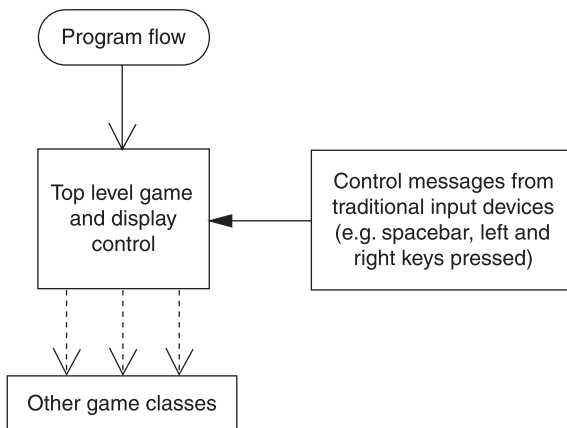 Program flow
Top level game
and display
control
Control messages from
traditional input devices
(e.g. spacebar, left and
right keys pressed)
Other game classes